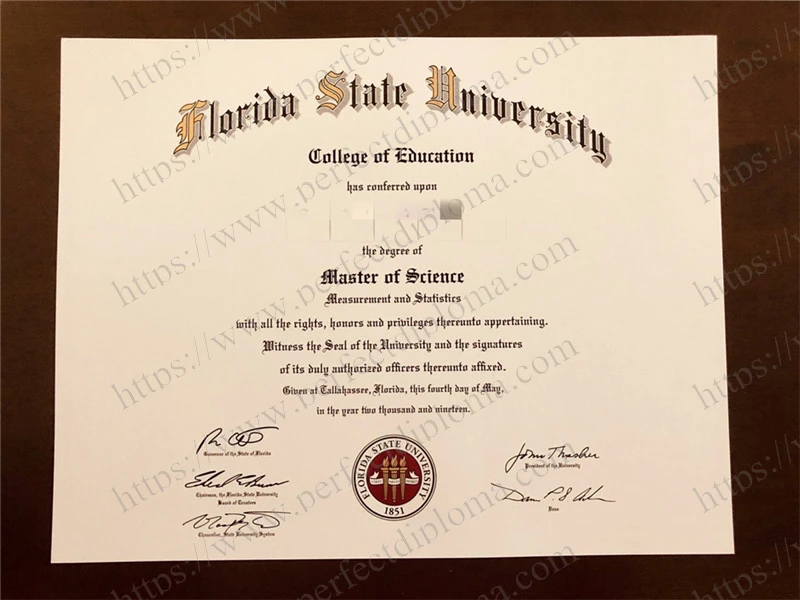 Florida State University
College of Education
has conferred upon
the degree of
Master of Science
Measurement and Statistics
with all the rights, honors and privileges thereunto appertaining.
Witness the Seal of the University and the signatures
of its duly authorized officers thereunto affixed.
Given at Tallahassee, Florida, this fourth day of May,
in the year two thousand and nineteen.
Governor of the State of Florida
Chairman, the Florida State University
Board of Trustees
Chancellor, State University System
FLORIDA STATE UNIVERSITY
1851
John Thrasher
President of the University
Dean
https://www.perfectdiploma.com